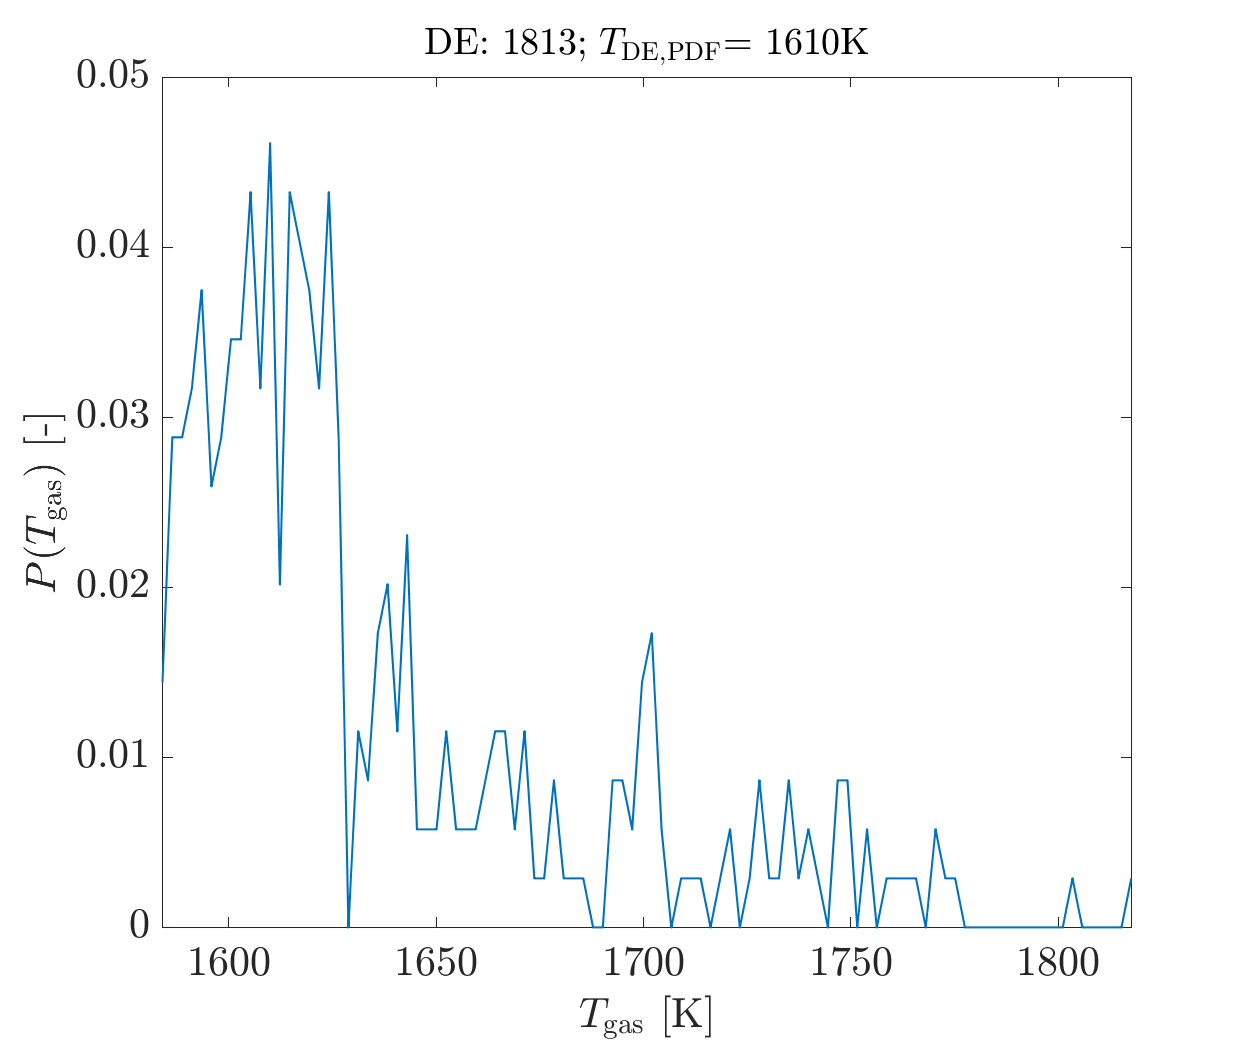 DE: 1813; T_DE,PDF= 1610K
0.05
0.04
0.03
0.02
0.01
0
P(T_gas) [-]
1600 1650 1700 1750 1800
T_gas [K]